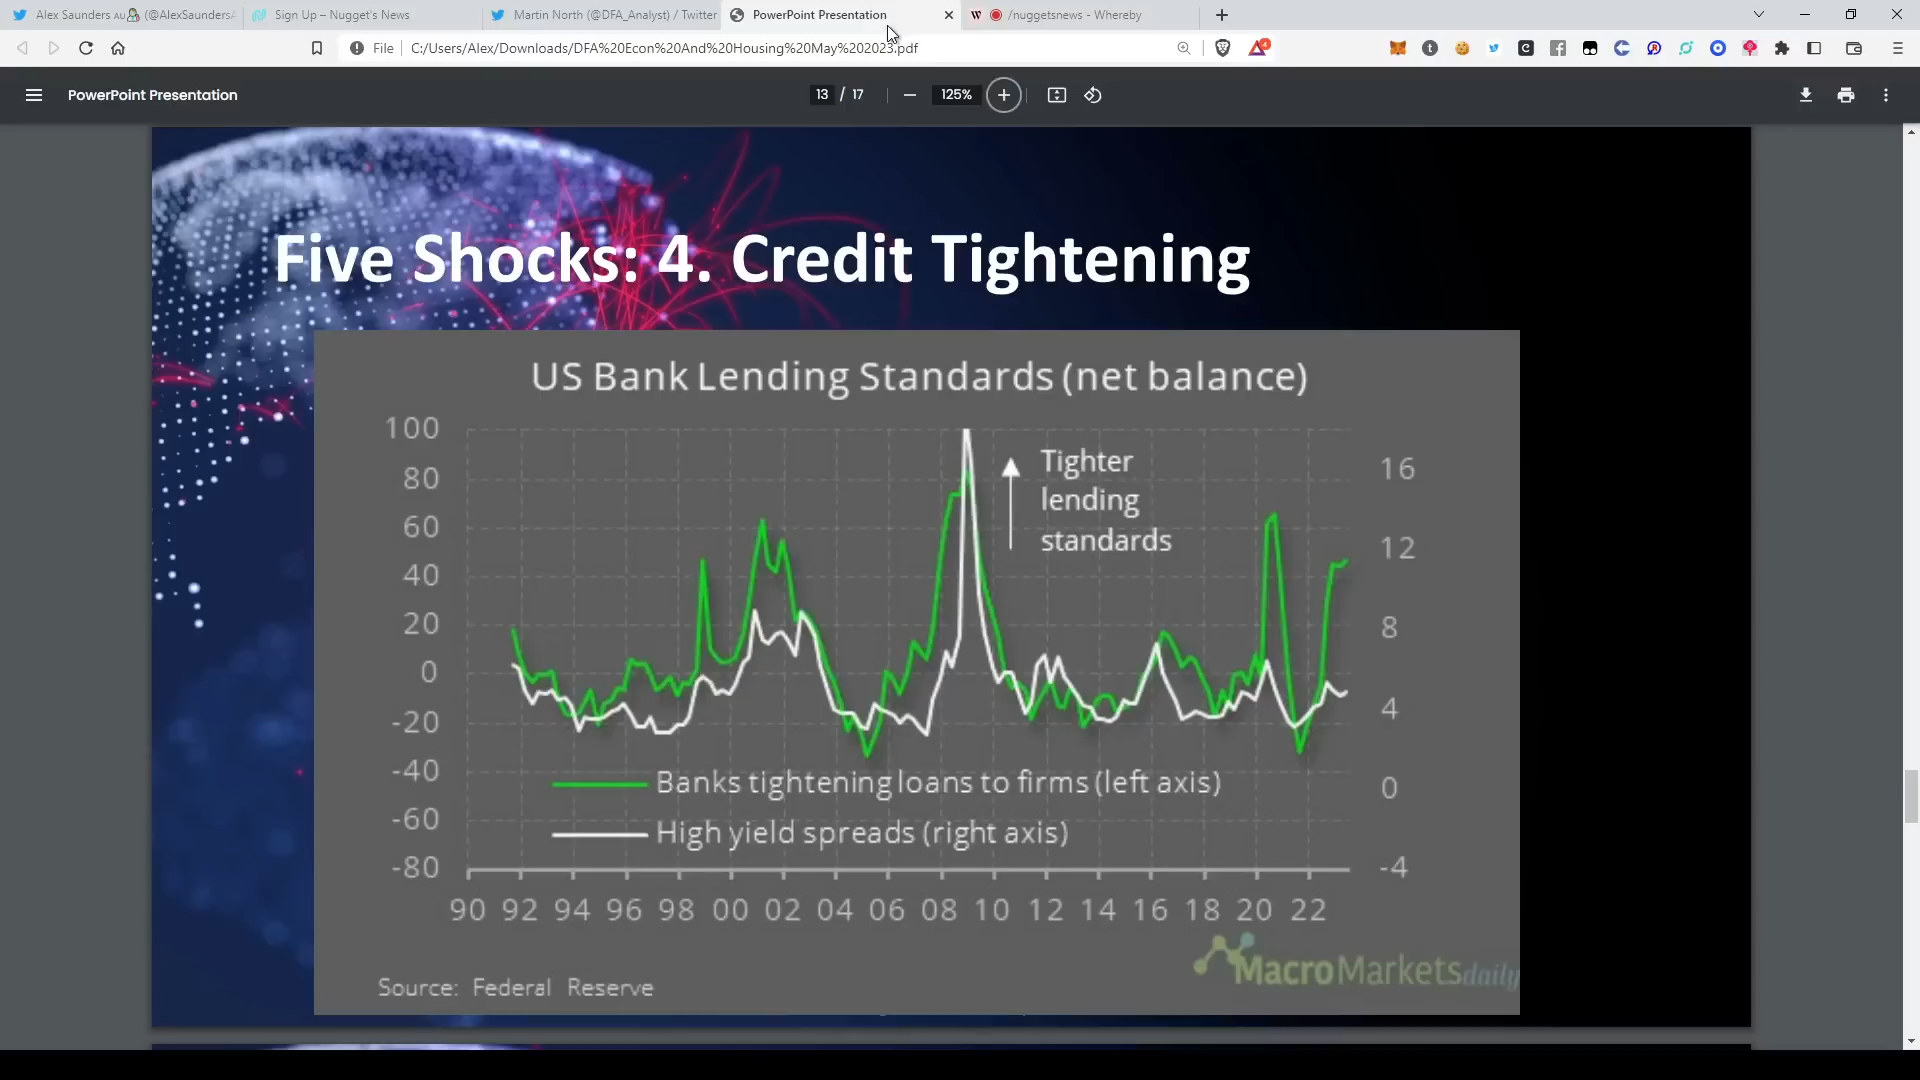 Alex Saunders
(@AlexSaundersA
Sign Up – Nugget's News
Martin North (@DFA_Analyst) / Twitter
PowerPoint Presentation
/nuggetsnews - Whereby
File
C:/Users/Alex/Downloads/DFA%20Econ%20And%20Housing%20May%202023.pdf
PowerPoint Presentation
13 / 17
125%
Five Shocks: 4. Credit Tightening
US Bank Lending Standards (net balance)
100
80
60
40
20
0
-20
-40
-60
-80
Tighter
lending
standards
16
12
8
4
0
-4
Banks tightening loans to firms (left axis)
High yield spreads (right axis)
90 92 94 96 98 00 02 04 06 08 10 12 14 16 18 20 22
MacroMarketsdaily
Source: Federal Reserve